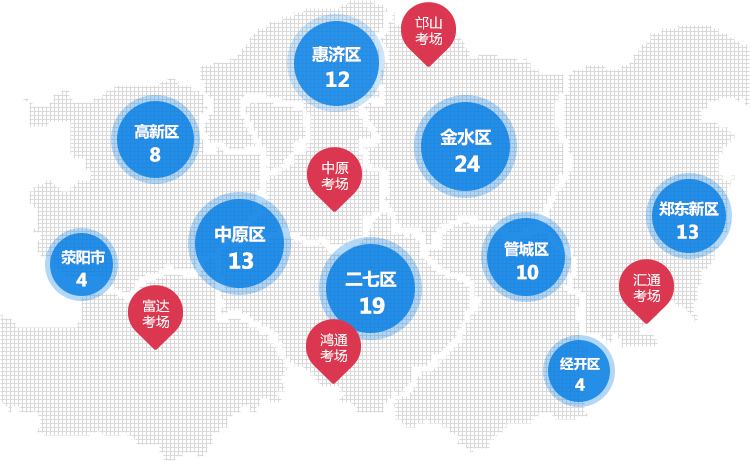 邙山
考场
惠济区
12
高新区
8
金水区
24
中原
考场
郑东新区
13
中原区
13
管城区
10
荥阳市
4
二七区
19
汇通
考场
富达
考场
鸿通
考场
经开区
4